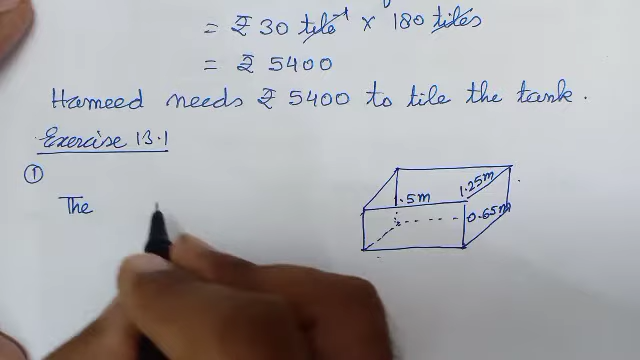 = ₹ 30 tile⁻¹ × 180 tiles
= ₹ 5400
Hameed needs ₹ 5400 to tile the tank.
Exercise 13.1
①
1.5m
1.25m
0.65m
The